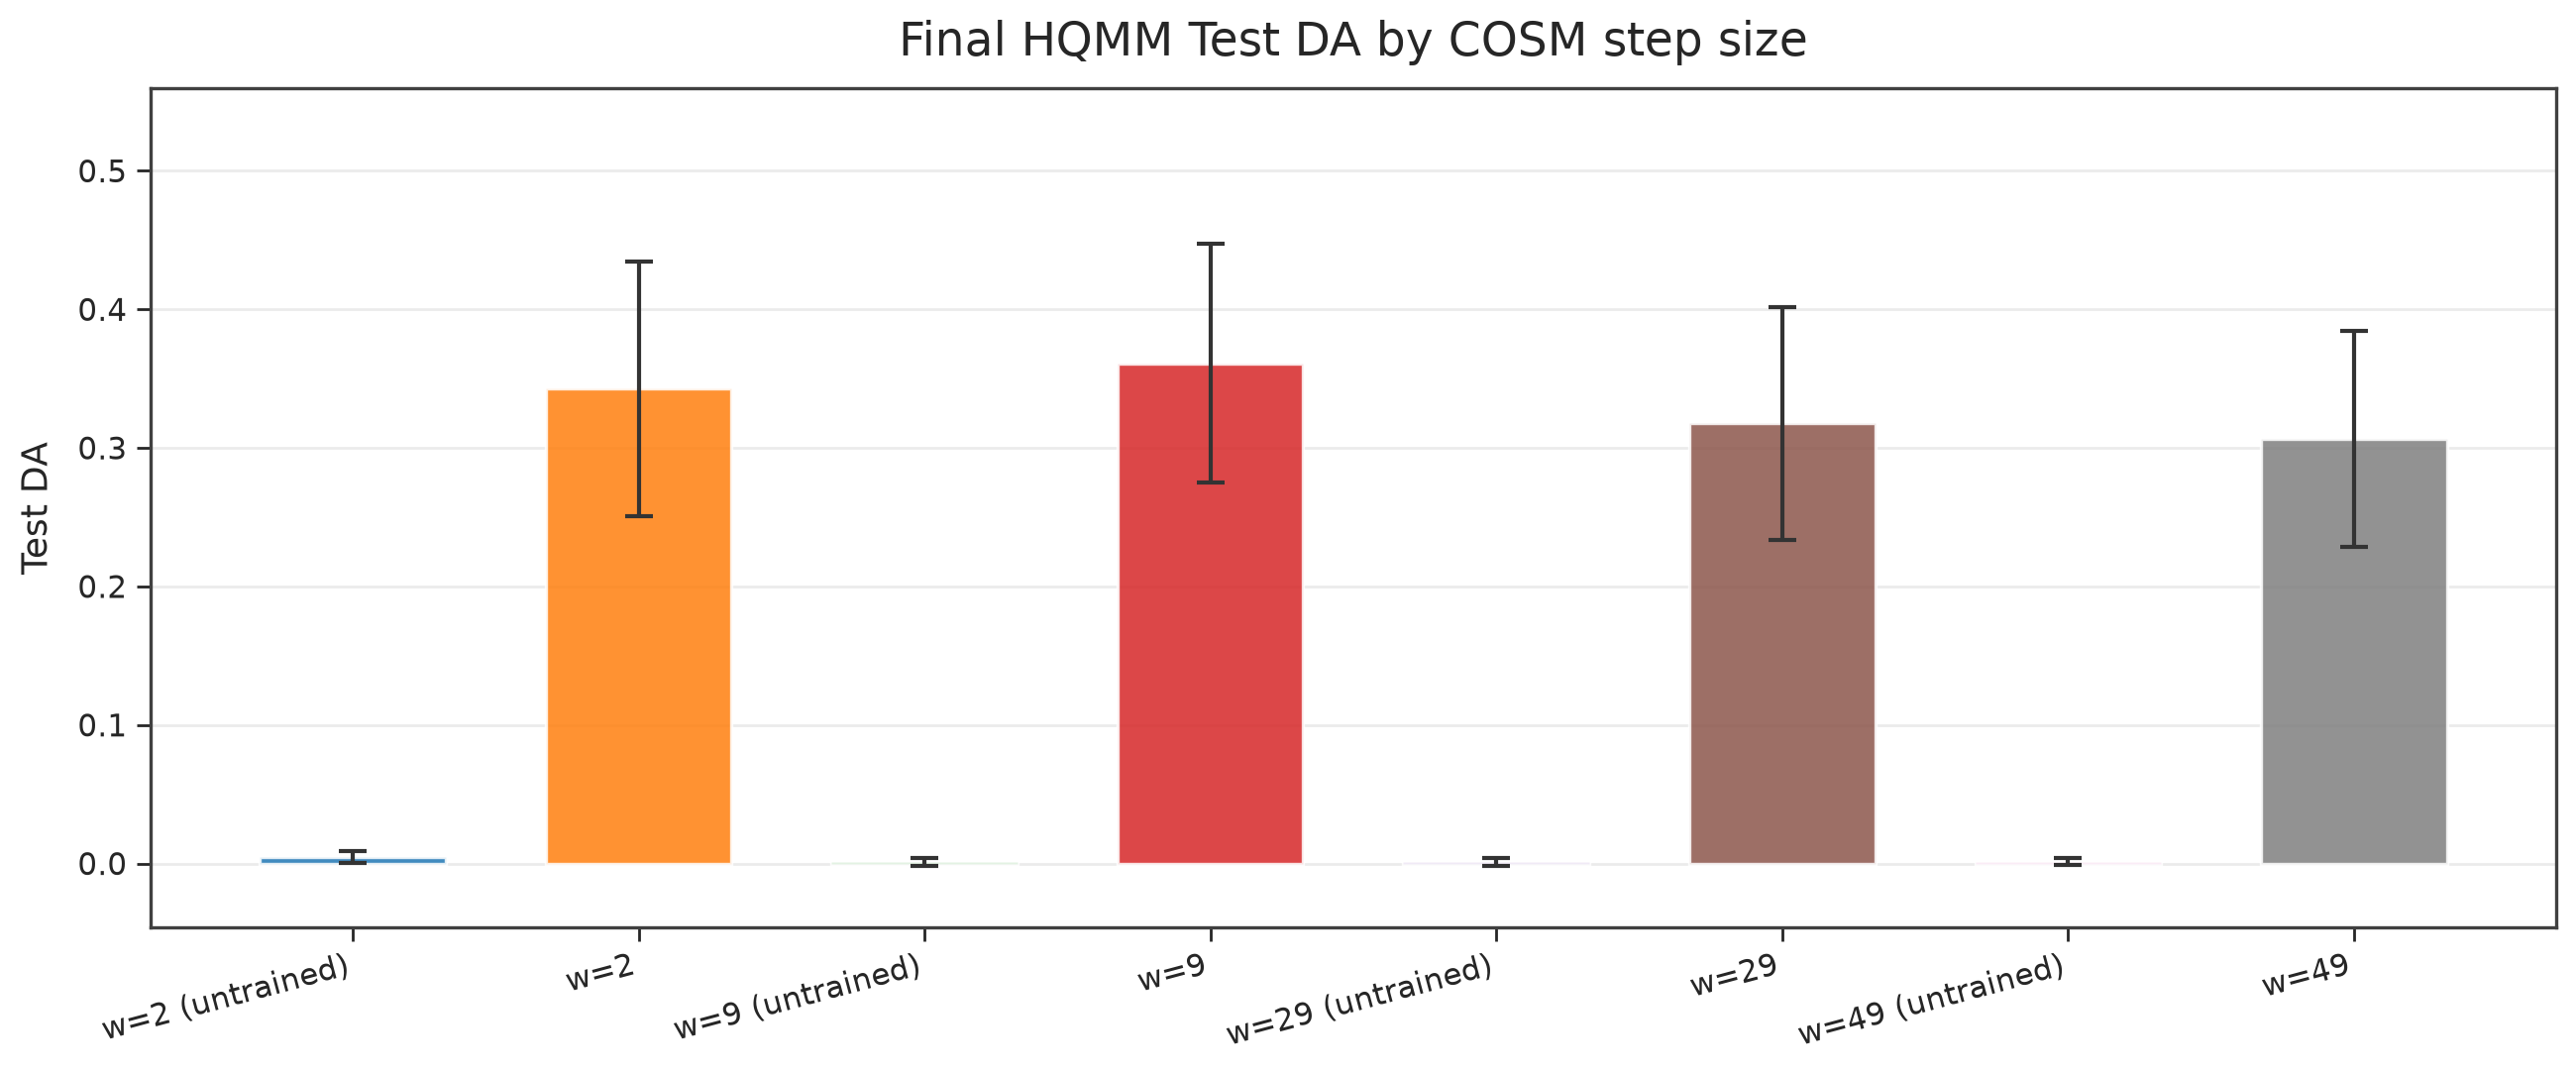 Final HQMM Test DA by COSM step size
Test DA
0.5
0.4
0.3
0.2
0.1
0.0
w=2 (untrained)
w=2
w=9 (untrained)
w=9
w=29 (untrained)
w=29
w=49 (untrained)
w=49